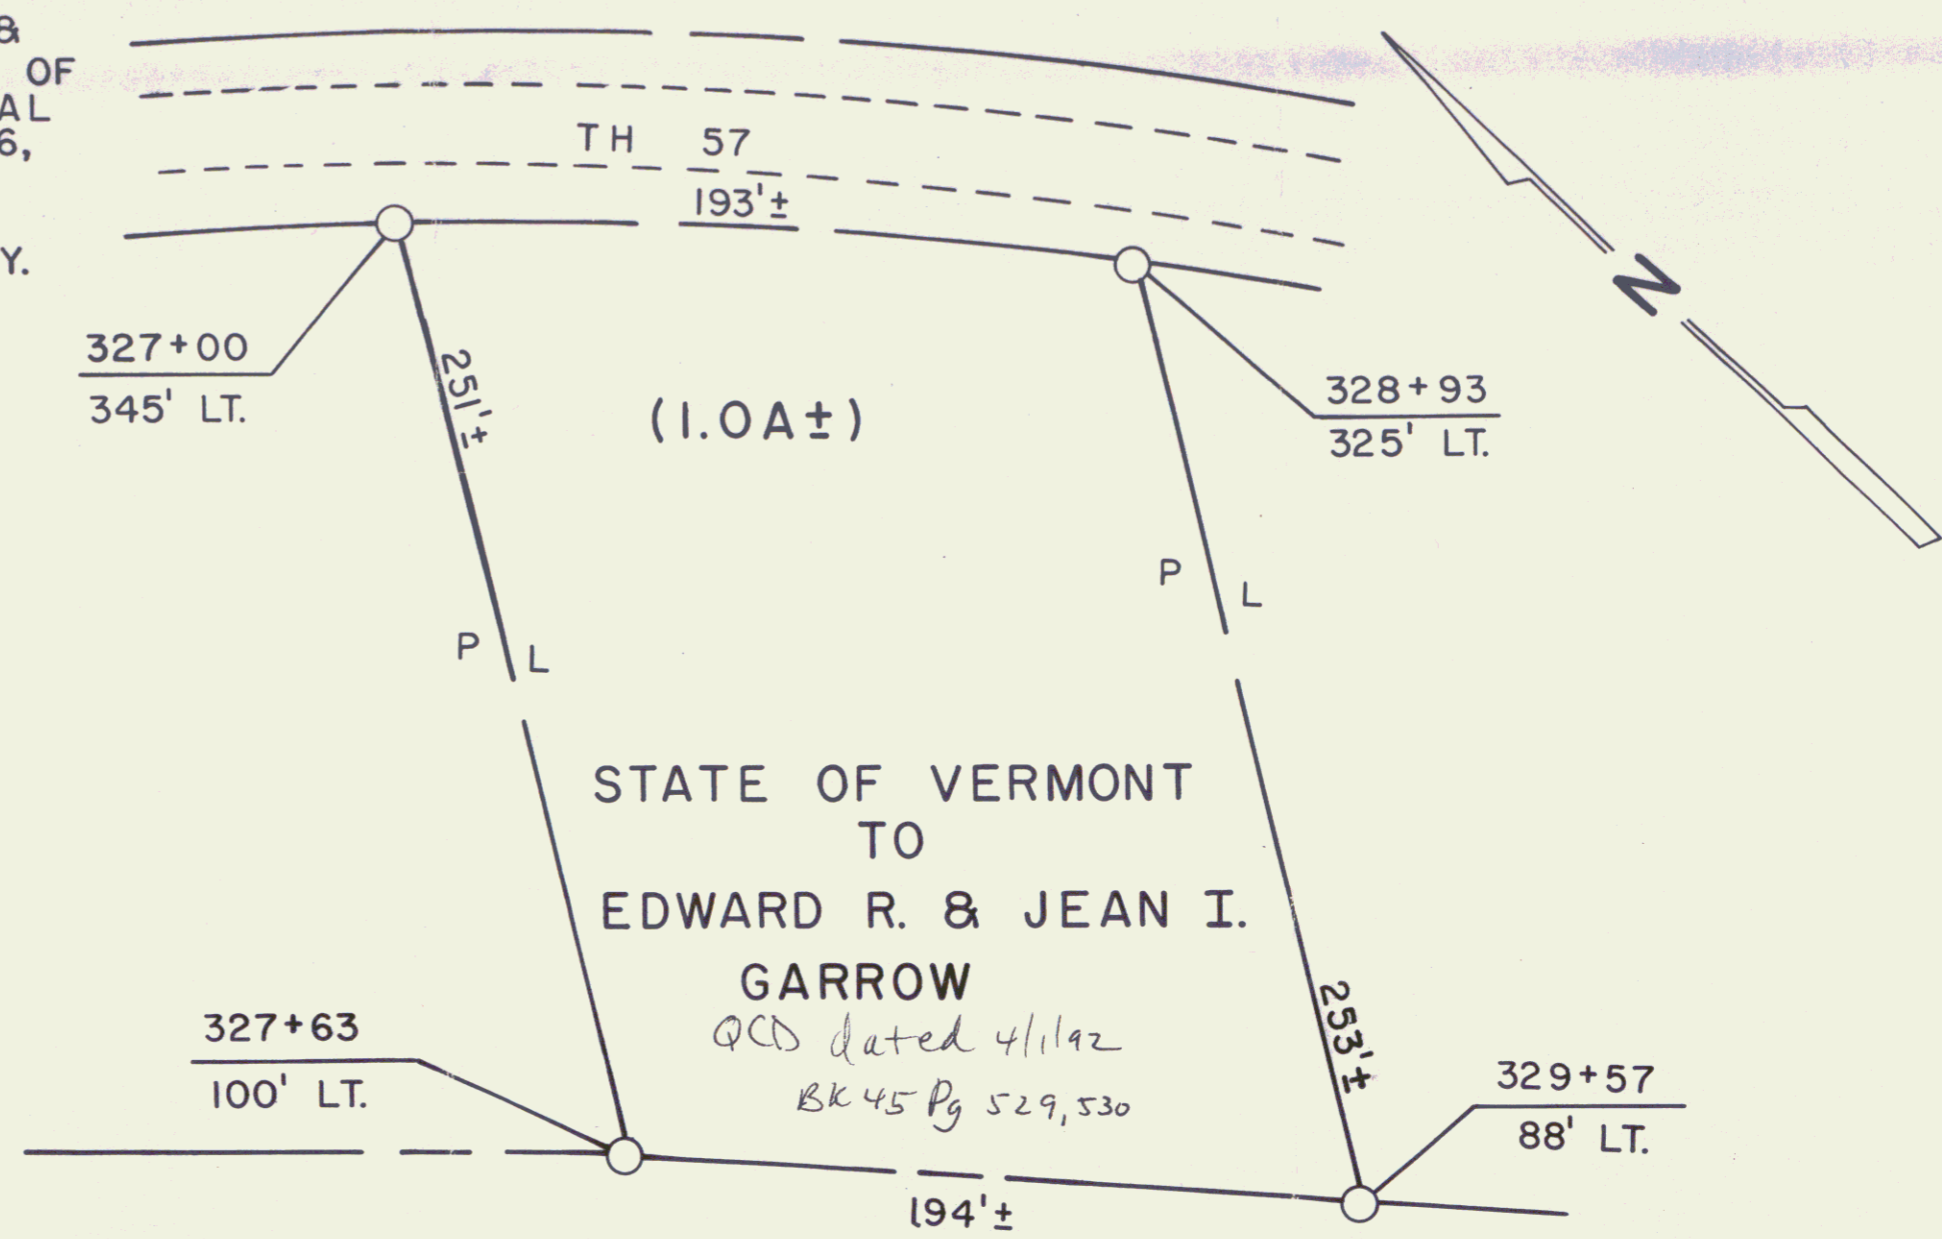 &
OF
AL
6,
Y.
TH 57
193'±
327+00
345' LT.
251'±
(1.0A±)
328+93
325' LT.
N
P L
P L
STATE OF VERMONT
TO
EDWARD R. & JEAN I.
GARROW
QCD dated 4/1/92
BK 45 Pg 529, 530
327+63
100' LT.
253'±
329+57
88' LT.
194'±